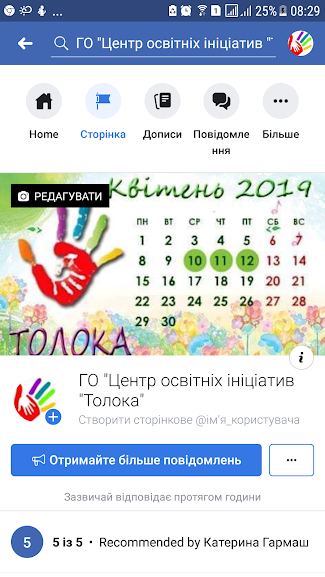 ... 25% 08:29
ГО "Центр освітніх ініціатив "
Home Сторінка Дописи Повідомле Більше
ння
РЕДАГУВАТИ
Квітень 2019
ПН ВТ СР ЧТ ПТ СБ ВС
1 2 3 4 5 6 7
8 9 10 11 12 13 14
15 16 17 18 19 20 21
22 23 24 25 26 27 28
29 30
ТОЛОКА
ГО "Центр освітніх ініціатив
"Толока"
Створити сторінкове @ім'я_користувача
Отримайте більше повідомлень ...
Зазвичай відповідає протягом години
5 5 із 5 • Recommended by Катерина Гармаш